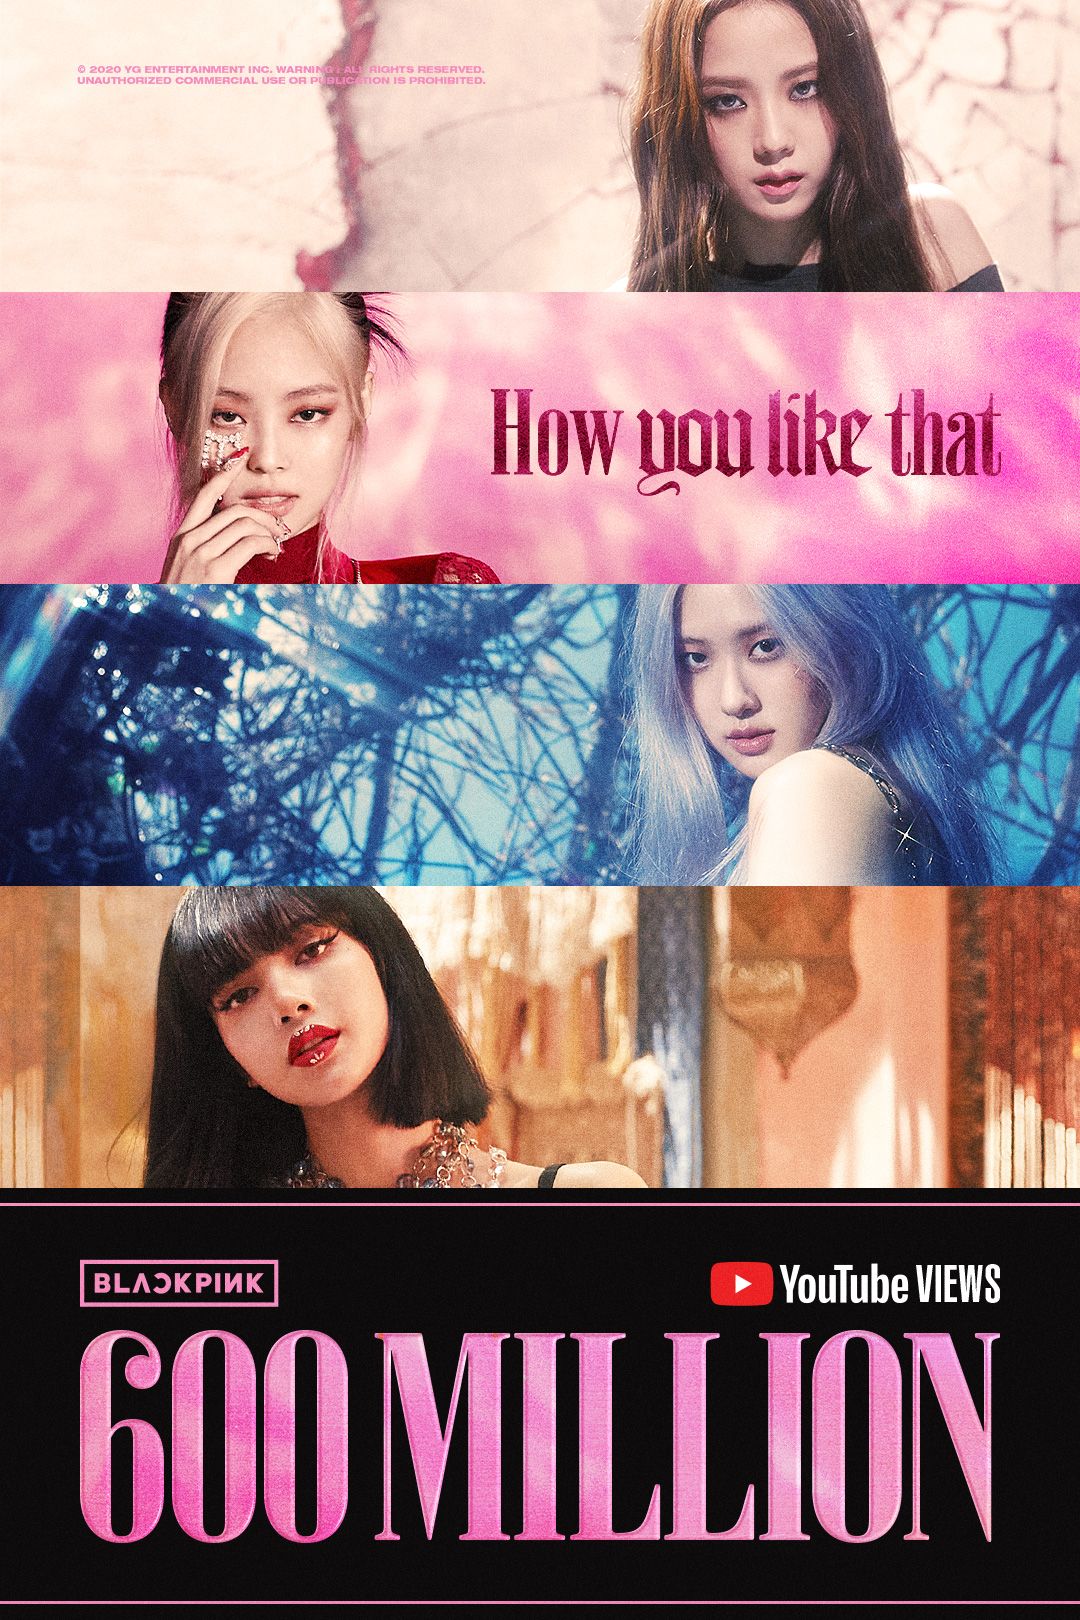 © 2020 YG ENTERTAINMENT INC. WARNING : ALL RIGHTS RESERVED.
UNAUTHORIZED COMMERCIAL USE OR PUBLICATION IS PROHIBITED.
How you like that
BLACKPINK
YouTube VIEWS
600 MILLION